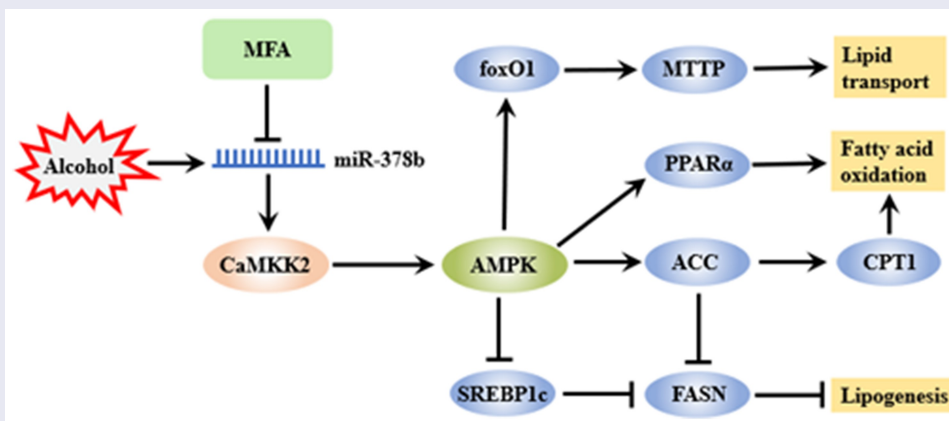 MFA
foxO1
MTTP
Lipid
transport
Alcohol
miR-378b
PPARα
Fatty acid
oxidation
CaMKK2
AMPK
ACC
CPT1
SREBP1c
FASN
Lipogenesis